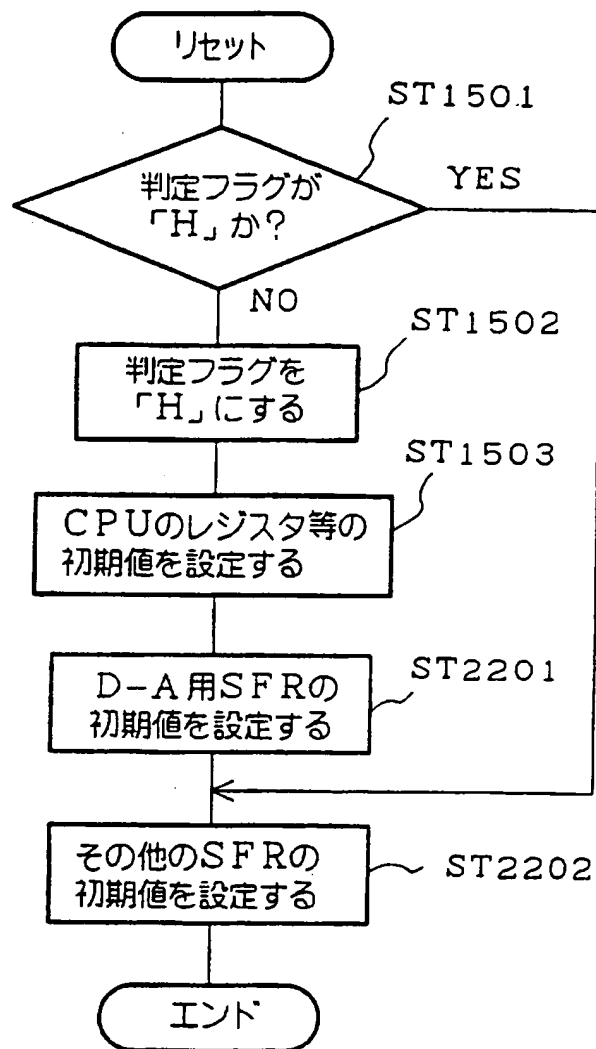 リセット
ST1501
判定フラグが
「H」か?
YES
NO
ST1502
判定フラグを
「H」にする
ST1503
CPUのレジスタ等の
初期値を設定する
ST2201
D-A用SFRの
初期値を設定する
その他のSFRの
初期値を設定する
ST2202
エンド